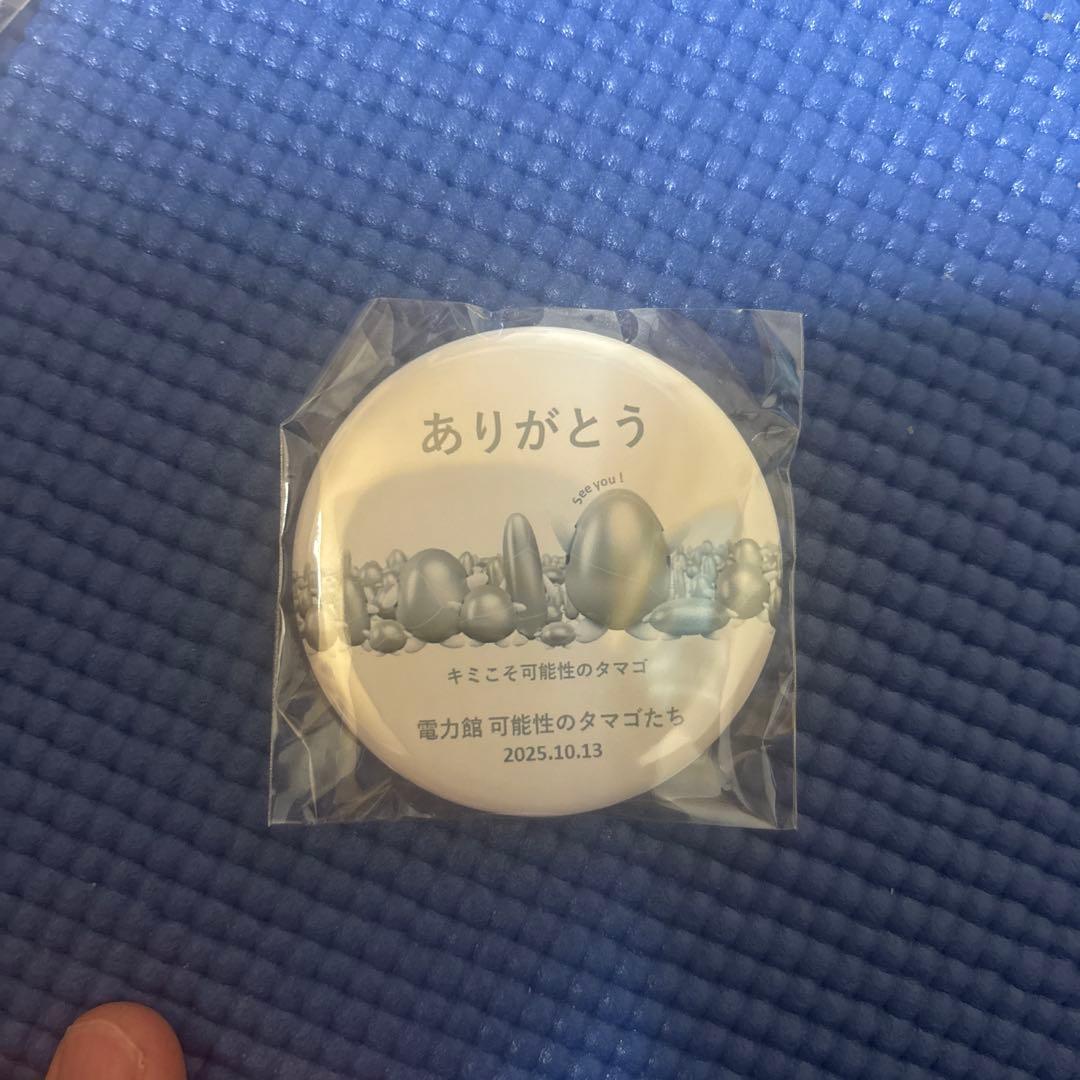 ありがとう
See you !
キミこそ可能性のタマゴ
電力館 可能性のタマゴたち
2025.10.13